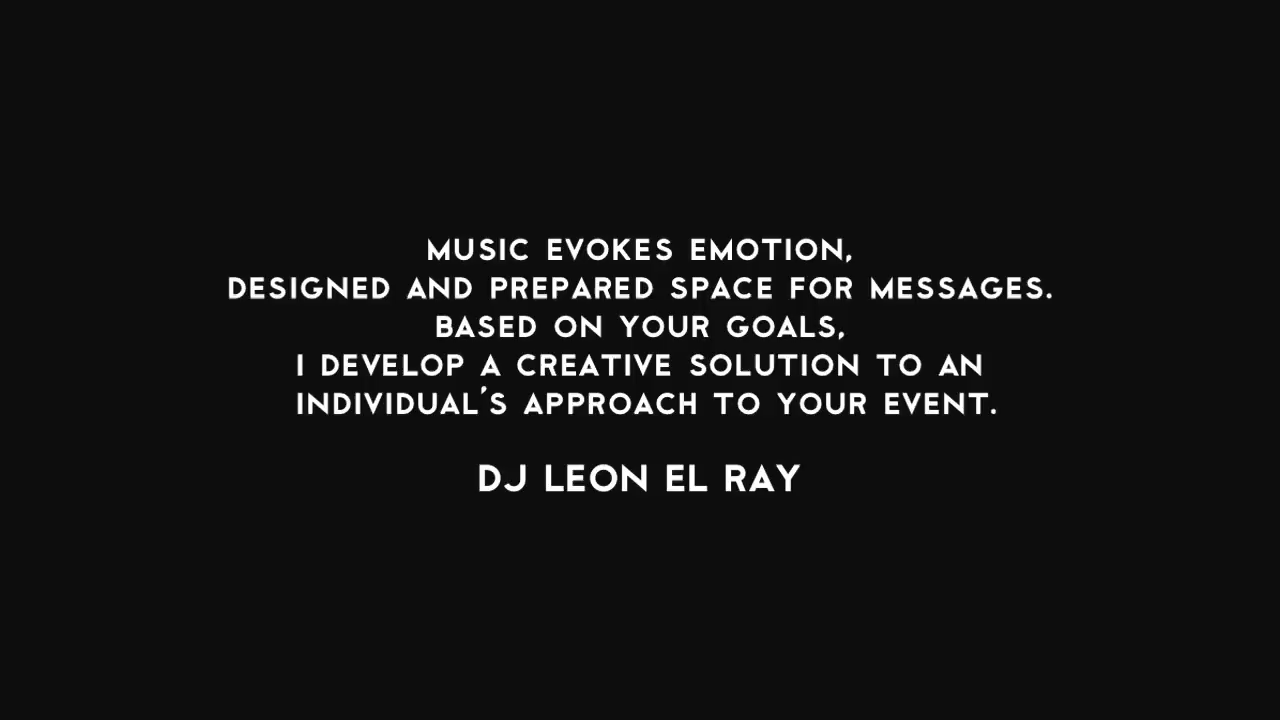 MUSIC EVOKES EMOTION,
DESIGNED AND PREPARED SPACE FOR MESSAGES.
BASED ON YOUR GOALS,
I DEVELOP A CREATIVE SOLUTION TO AN
INDIVIDUAL'S APPROACH TO YOUR EVENT.
DJ LEON EL RAY